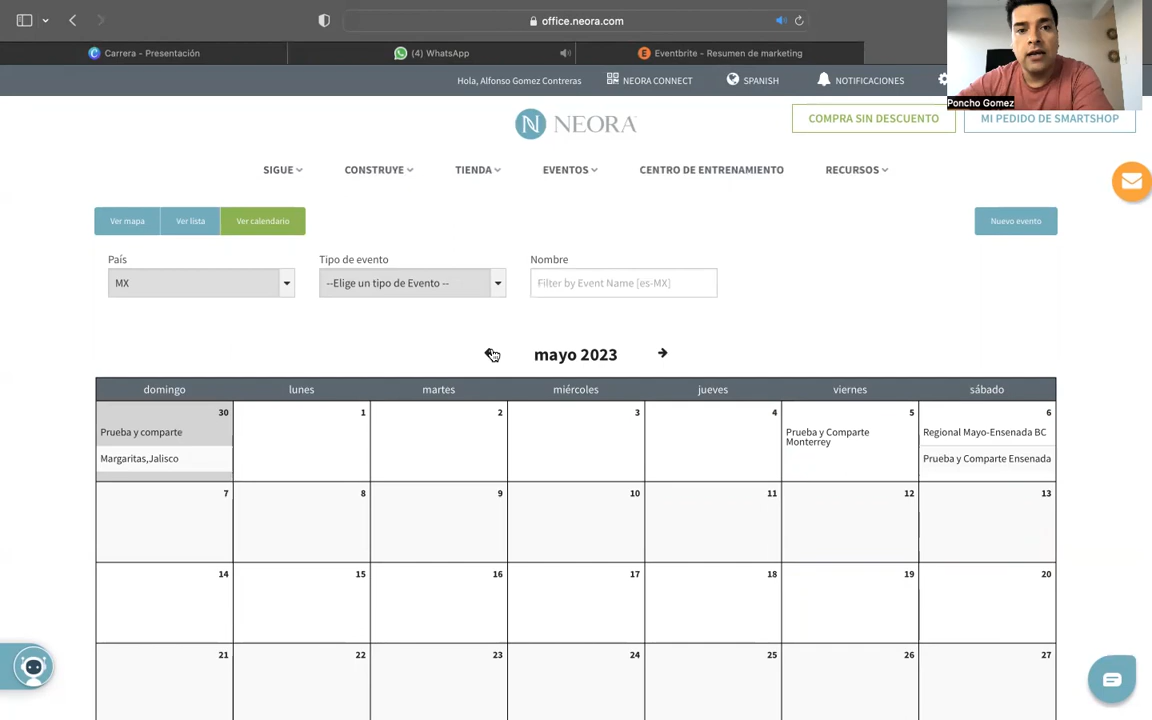 office.neora.com
Carrera - Presentación
(4) WhatsApp
Eventbrite - Resumen de marketing
Hola, Alfonso Gomez Contreras
NEORA CONNECT
SPANISH
NOTIFICACIONES
Poncho Gomez
NEORA
COMPRA SIN DESCUENTO
MI PEDIDO DE SMARTSHOP
SIGUE
CONSTRUYE
TIENDA
EVENTOS
CENTRO DE ENTRENAMIENTO
RECURSOS
Ver mapa
Ver lista
Ver calendario
Nuevo evento
País
Tipo de evento
Nombre
MX
--Elige un tipo de Evento --
Filter by Event Name [es-MX]
mayo 2023
domingo lunes martes miércoles jueves viernes sábado
30 1 2 3 4 5 6
Prueba y comparte
Margaritas,Jalisco
Prueba y Comparte
Monterrey
Regional Mayo-Ensenada BC
Prueba y Comparte Ensenada
7 8 9 10 11 12 13
14 15 16 17 18 19 20
21 22 23 24 25 26 27